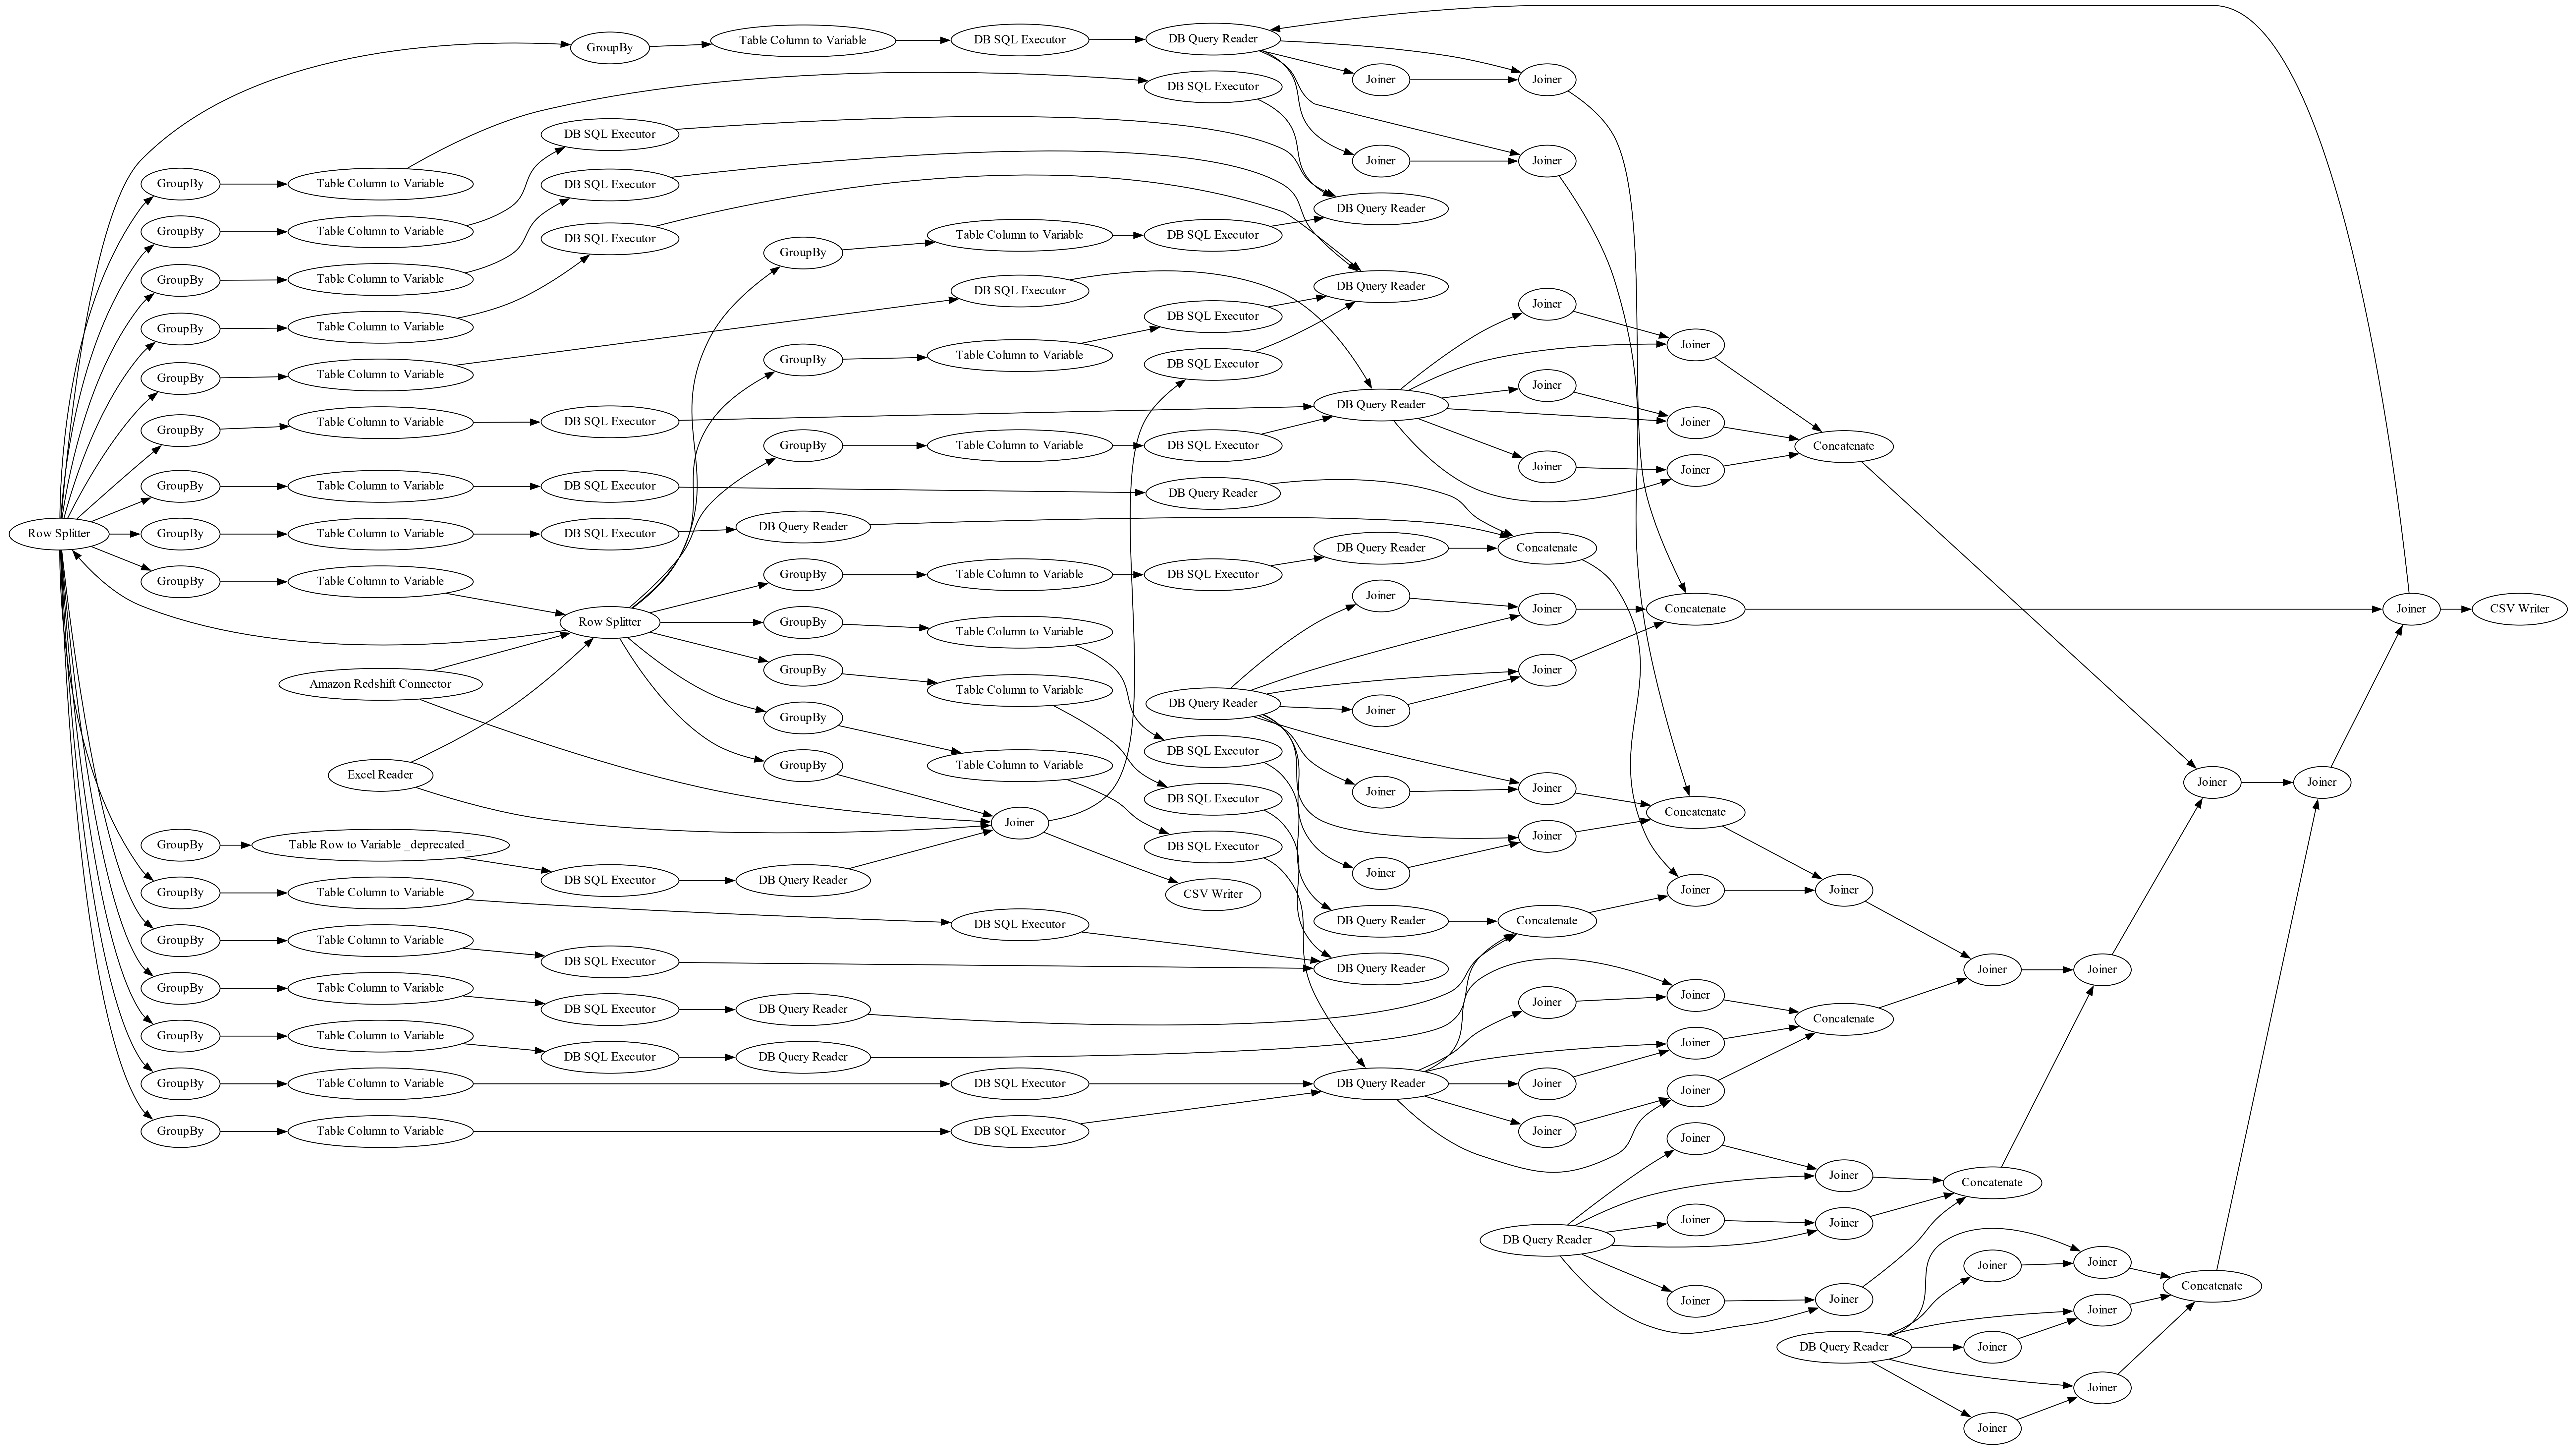 DB Query Reader
Table Column to Variable
DB SQL Executor
GroupBy
Joiner
Joiner
DB SQL Executor
DB SQL Executor
Joiner
Joiner
GroupBy
Table Column to Variable
DB SQL Executor
DB Query Reader
GroupBy
Table Column to Variable
Table Column to Variable
DB SQL Executor
DB SQL Executor
GroupBy
GroupBy
Table Column to Variable
DB Query Reader
DB SQL Executor
Joiner
DB SQL Executor
GroupBy
Table Column to Variable
Joiner
Table Column to Variable
GroupBy
DB SQL Executor
GroupBy
Table Column to Variable
Joiner
DB Query Reader
GroupBy
Table Column to Variable
DB SQL Executor
Joiner
GroupBy
Table Column to Variable
DB SQL Executor
Concatenate
Joiner
Joiner
GroupBy
Table Column to Variable
DB SQL Executor
DB Query Reader
DB Query Reader
Row Splitter
GroupBy
Table Column to Variable
DB SQL Executor
DB Query Reader
Concatenate
GroupBy
Table Column to Variable
DB SQL Executor
GroupBy
Table Column to Variable
Joiner
Joiner
Concatenate
Joiner
CSV Writer
Row Splitter
GroupBy
Table Column to Variable
GroupBy
Joiner
Amazon Redshift Connector
Table Column to Variable
DB Query Reader
Joiner
GroupBy
DB SQL Executor
GroupBy
Table Column to Variable
Excel Reader
Joiner
Joiner
Joiner
Joiner
DB SQL Executor
Concatenate
Joiner
Joiner
GroupBy
Table Row to Variable _deprecated_
DB SQL Executor
Joiner
DB SQL Executor
DB Query Reader
CSV Writer
Joiner
Joiner
GroupBy
Table Column to Variable
DB SQL Executor
DB Query Reader
Concatenate
GroupBy
Table Column to Variable
DB SQL Executor
DB Query Reader
Joiner
Joiner
GroupBy
Table Column to Variable
DB SQL Executor
DB Query Reader
Joiner
Joiner
Concatenate
GroupBy
Table Column to Variable
DB SQL Executor
DB Query Reader
Joiner
GroupBy
Table Column to Variable
DB SQL Executor
DB Query Reader
Joiner
Joiner
GroupBy
Table Column to Variable
DB SQL Executor
Joiner
Joiner
Joiner
Concatenate
Joiner
Joiner
DB Query Reader
Joiner
Joiner
Joiner
Concatenate
Joiner
Joiner
Joiner
DB Query Reader
Joiner
Joiner
Joiner